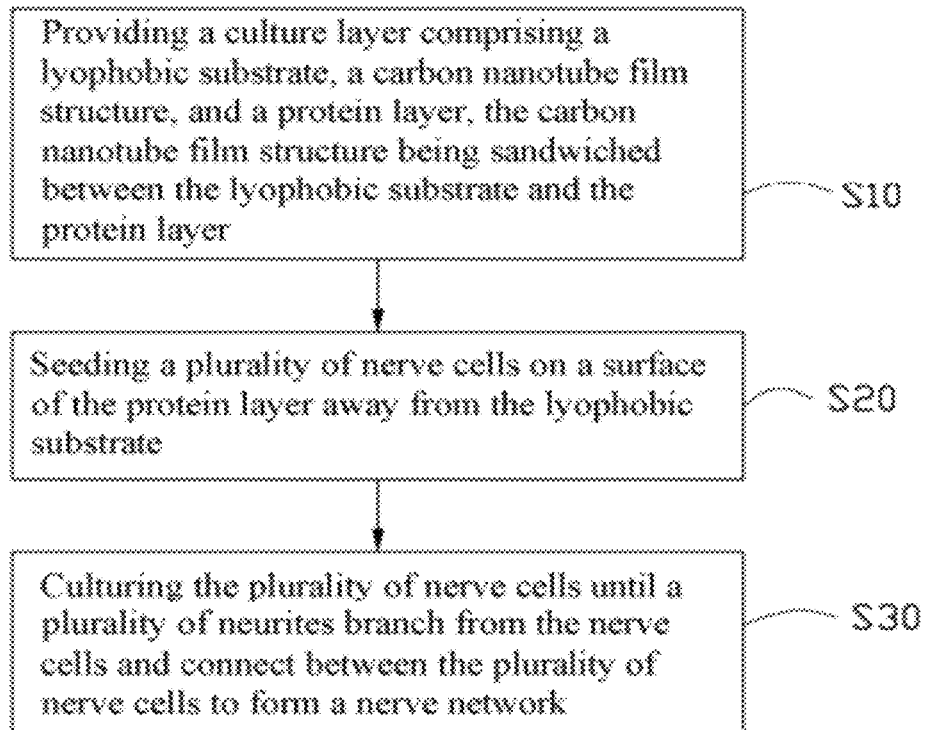 Providing a culture layer comprising a
lyophobic substrate, a carbon nanotube film
structure, and a protein layer, the carbon
nanotube film structure being sandwiched
between the lyophobic substrate and the
protein layer
S10
Seeding a plurality of nerve cells on a surface
of the protein layer away from the lyophobic
substrate
S20
Culturing the plurality of nerve cells until a
plurality of neurites branch from the nerve
cells and connect between the plurality of
nerve cells to form a nerve network
S30